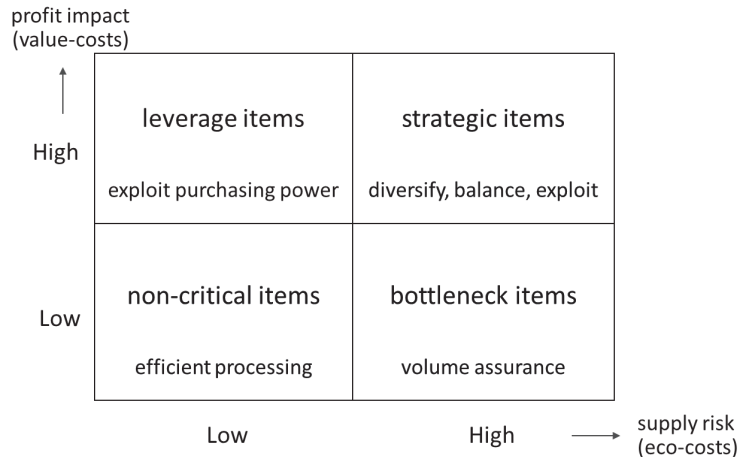 profit impact
(value-costs)
High
leverage items
strategic items
exploit purchasing power
diversify, balance, exploit
Low
non-critical items
bottleneck items
efficient processing
volume assurance
Low
High
supply risk
(eco-costs)